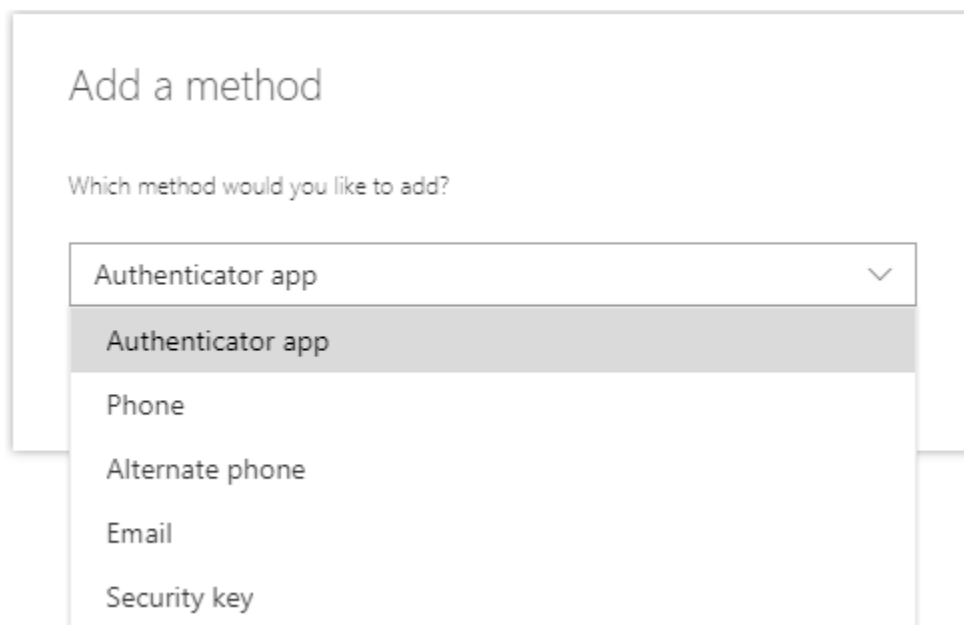 Add a method
Which method would you like to add?
Authenticator app
Authenticator app
Phone
Alternate phone
Email
Security key